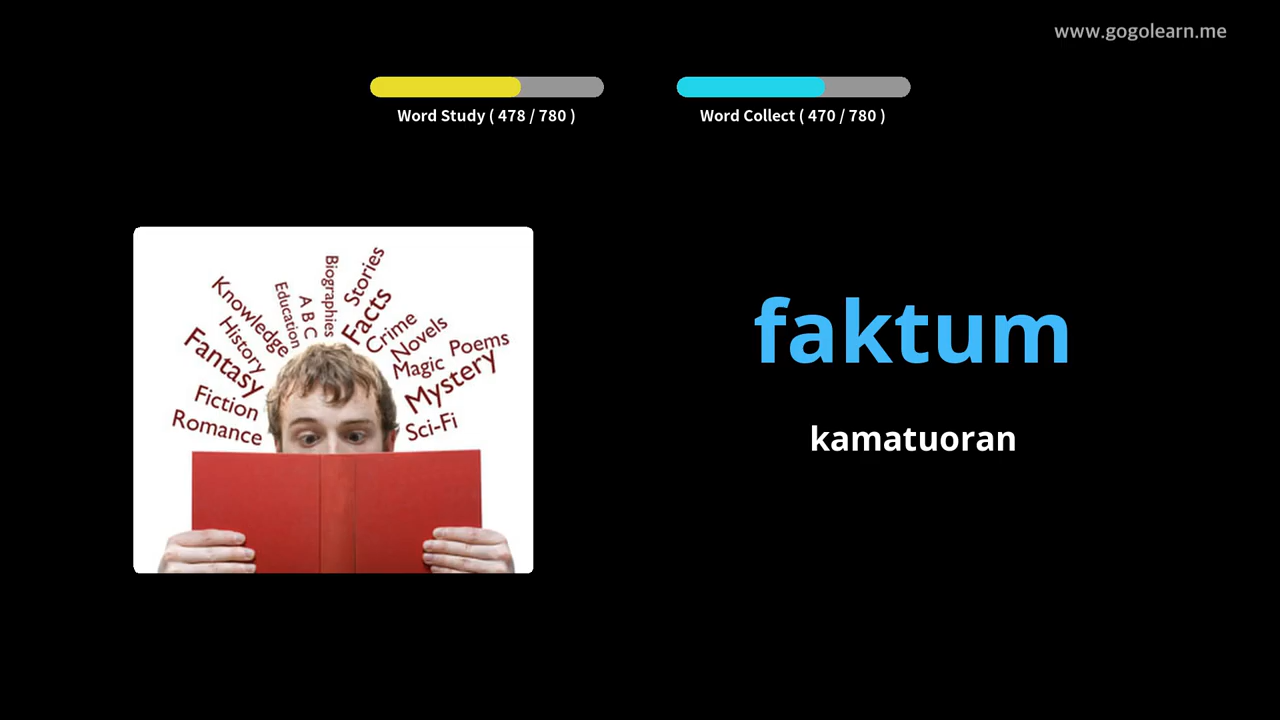 www.gogolearn.me
Word Study ( 478 / 780 )
Word Collect ( 470 / 780 )
Knowledge
Education
A B C
Biographies
Stories
Facts
Crime
Novels
Poems
Magic
Mystery
Sci-Fi
History
Fantasy
Fiction
Romance
faktum
kamatuoran